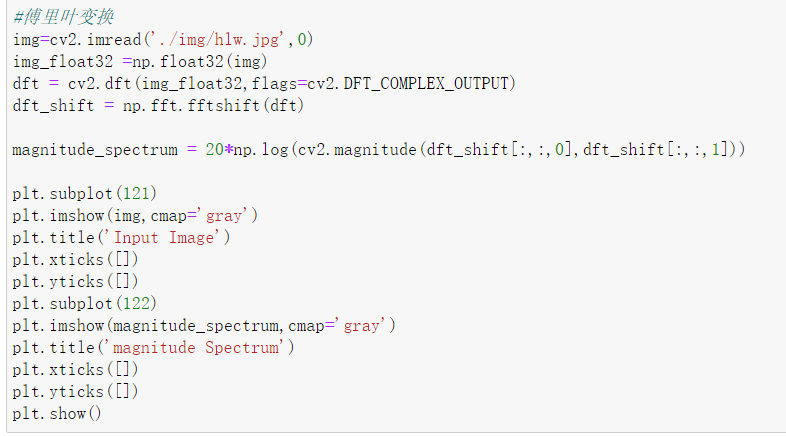 #傅里叶变换
img=cv2.imread('./img/hlw.jpg',0)
img_float32 =np.float32(img)
dft = cv2.dft(img_float32,flags=cv2.DFT_COMPLEX_OUTPUT)
dft_shift = np.fft.fftshift(dft)
magnitude_spectrum = 20*np.log(cv2.magnitude(dft_shift[:,:,0],dft_shift[:,:,1]))
plt.subplot(121)
plt.imshow(img,cmap='gray')
plt.title('Input Image')
plt.xticks([])
plt.yticks([])
plt.subplot(122)
plt.imshow(magnitude_spectrum,cmap='gray')
plt.title('magnitude Spectrum')
plt.xticks([])
plt.yticks([])
plt.show()